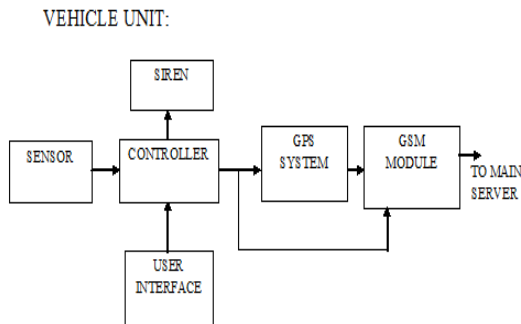 VEHICLE UNIT:
SIREN
SENSOR
CONTROLLER
GPS
SYSTEM
GSM
MODULE
TO MAIN
SERVER
USER
INTERFACE